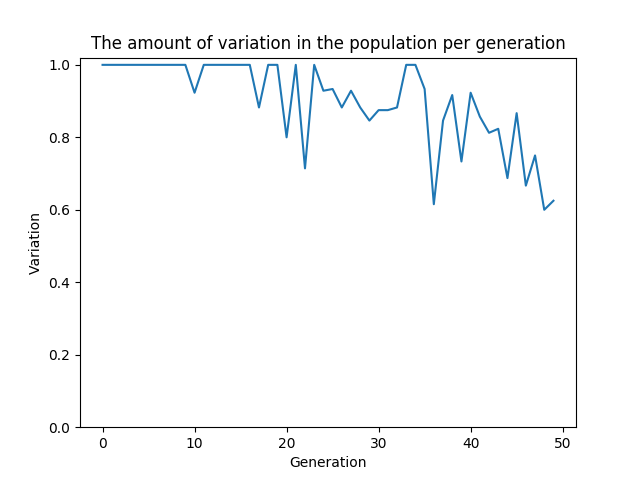 The amount of variation in the population per generation
1.0
0.8
0.6
0.4
0.2
0.0
Variation
0 10 20 30 40 50
Generation